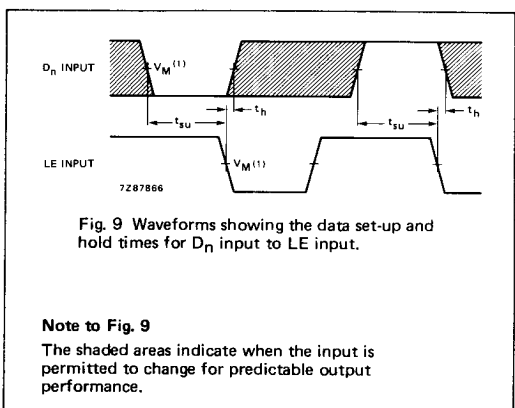 Dn INPUT
VM(1)
th
tsu
th
tsu
LE INPUT
VM(1)
7Z87866
Fig. 9 Waveforms showing the data set-up and
hold times for Dn input to LE input.
Note to Fig. 9
The shaded areas indicate when the input is
permitted to change for predictable output
performance.